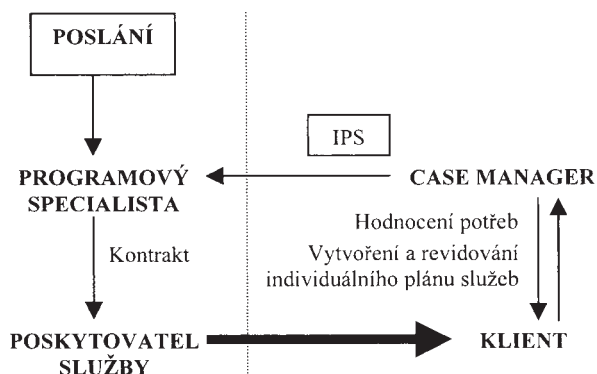 POSLÁNÍ
IPS
PROGRAMOVÝ
SPECIALISTA
CASE MANAGER
Hodnocení potřeb
Vytvoření a revidování
individuálního plánu služeb
Kontrakt
POSKYTOVATEL
SLUŽBY
KLIENT